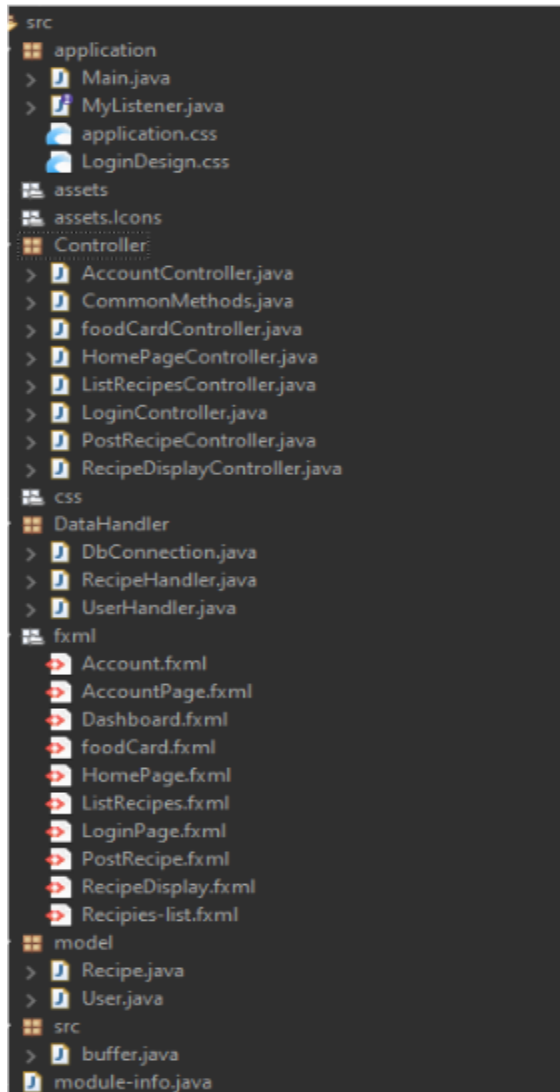 src
application
Main.java
MyListener.java
application.css
LoginDesign.css
assets
assets.Icons
Controller
AccountController.java
CommonMethods.java
foodCardController.java
HomePageController.java
ListRecipesController.java
LoginController.java
PostRecipeController.java
RecipeDisplayController.java
css
DataHandler
DbConnection.java
RecipeHandler.java
UserHandler.java
fxml
Account.fxml
AccountPage.fxml
Dashboard.fxml
foodCard.fxml
HomePage.fxml
ListRecipes.fxml
LoginPage.fxml
PostRecipe.fxml
RecipeDisplay.fxml
Recipies-list.fxml
model
Recipe.java
User.java
src
buffer.java
module-info.java